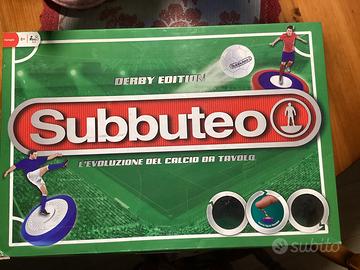 DERBY EDITION
Subbuteo
L'EVOLUZIONE DEL CALCIO DA TAVOLO
subito